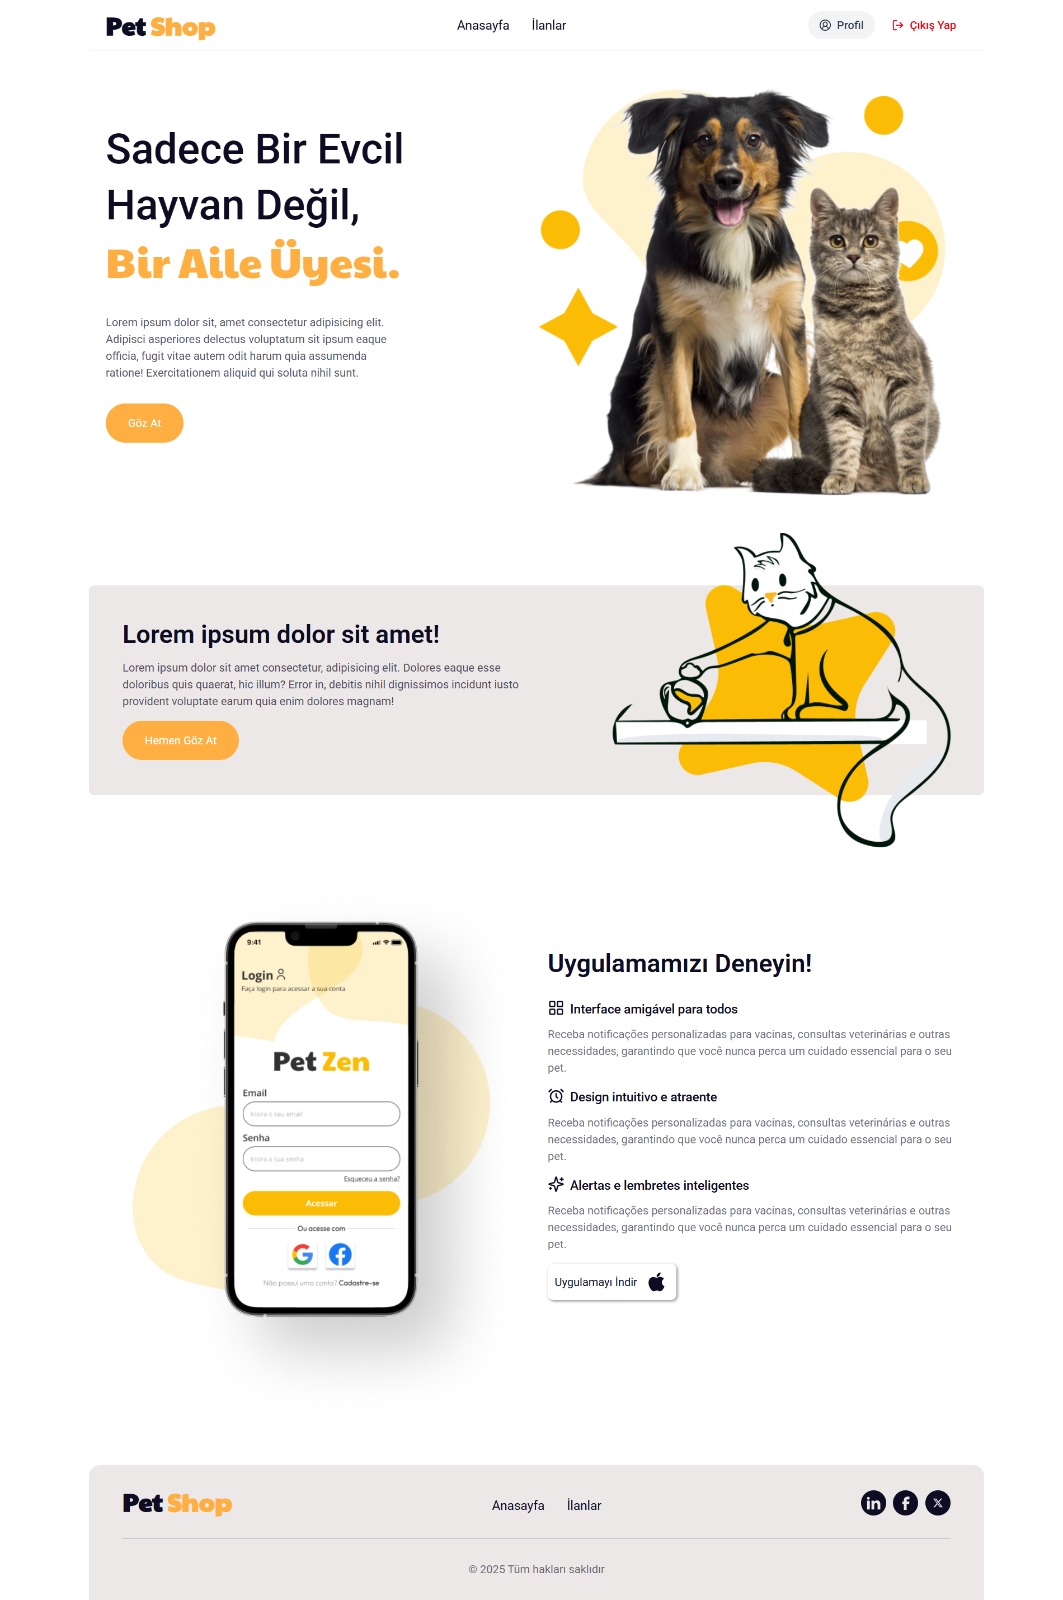 Pet Shop
Anasayfa İlanlar
Profil
Çıkış Yap
Sadece Bir Evcil
Hayvan Değil,
Bir Aile Üyesi.
Lorem ipsum dolor sit, amet consectetur adipisicing elit.
Adipisci asperiores delectus voluptatum sit ipsum eaque
officia, fugit vitae autem odit harum quia assumenda
ratione! Exercitationem aliquid qui soluta nihil sunt.
Göz At
Lorem ipsum dolor sit amet!
Lorem ipsum dolor sit amet consectetur, adipisicing elit. Dolores eaque esse
doloribus quis quaerat, hic illum? Error in, debitis nihil dignissimos incidunt iusto
provident voluptate earum quia enim dolores magnam!
Hemen Göz At
9:41
Login
Faça login para acessar a sua conta
Pet Zen
Email
Insira o seu email
Senha
Insira a sua senha
Esqueceu a senha?
Acessar
Ou acesse com
Não possui uma conta? Cadastre-se
Uygulamamızı Deneyin!
Interface amigável para todos
Receba notificações personalizadas para vacinas, consultas veterinárias e outras
necessidades, garantindo que você nunca perca um cuidado essencial para o seu
pet.
Design intuitivo e atraente
Receba notificações personalizadas para vacinas, consultas veterinárias e outras
necessidades, garantindo que você nunca perca um cuidado essencial para o seu
pet.
Alertas e lembretes inteligentes
Receba notificações personalizadas para vacinas, consultas veterinárias e outras
necessidades, garantindo que você nunca perca um cuidado essencial para o seu
pet.
Uygulamayı İndir
Pet Shop
Anasayfa İlanlar
© 2025 Tüm hakları saklıdır